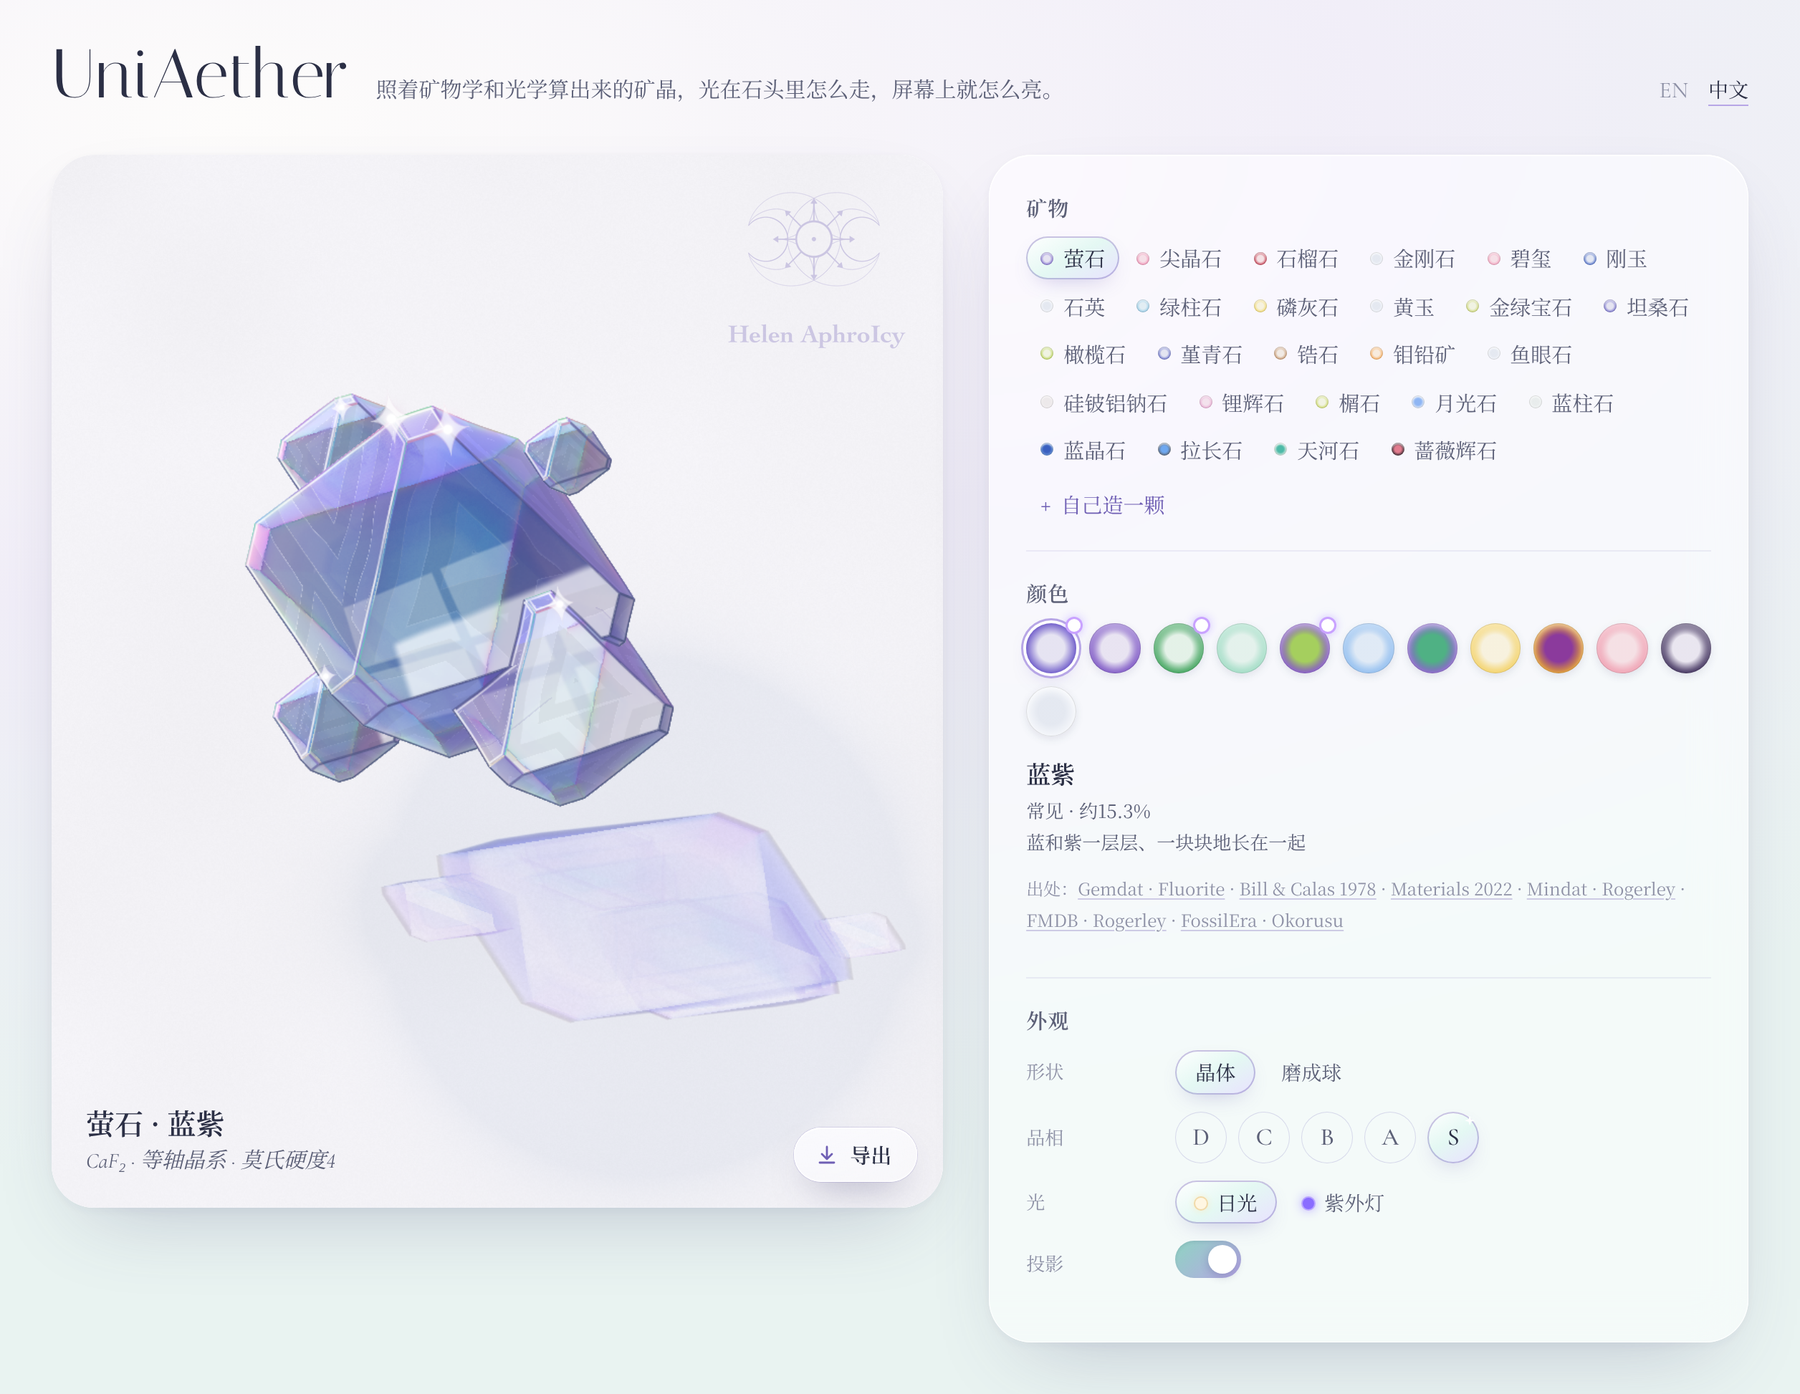 UniAether
照着矿物学和光学算出来的矿晶，光在石头里怎么走，屏幕上就怎么亮。
EN 中文
Helen AphroIcy
萤石 · 蓝紫
CaF₂ · 等轴晶系 · 莫氏硬度4
导出
矿物
萤石 尖晶石 石榴石 金刚石 碧玺 刚玉
石英 绿柱石 磷灰石 黄玉 金绿宝石 坦桑石
橄榄石 堇青石 锆石 钼铅矿 鱼眼石
硅铍铝钠石 锂辉石 榍石 月光石 蓝柱石
蓝晶石 拉长石 天河石 蔷薇辉石
+ 自己造一颗
颜色
蓝紫
常见 · 约15.3%
蓝和紫一层层、一块块地长在一起
出处： Gemdat · Fluorite · Bill & Calas 1978 · Materials 2022 · Mindat · Rogerley ·
FMDB · Rogerley · FossilEra · Okorusu
外观
形状 晶体 磨成球
品相 D C B A S
光 日光 紫外灯
投影